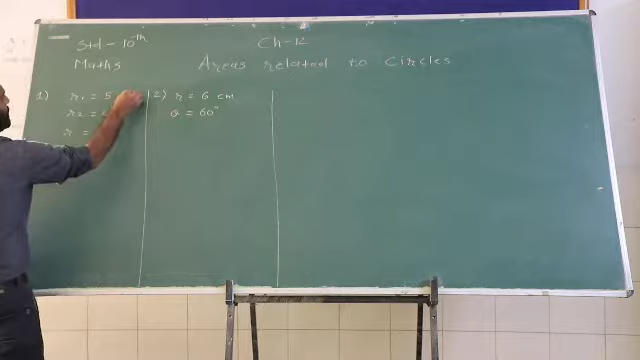 Std - 10th
Ch-12
Maths
Areas related to Circles
1) r1 = 5
r2 =
r =
2) r = 6 cm
θ = 60°